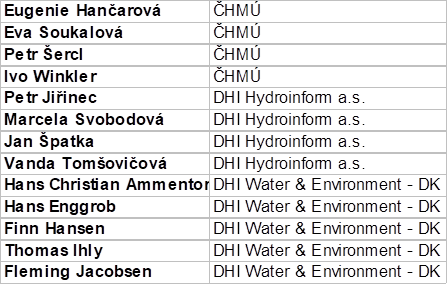 Eugenie Hančarová ČHMÚ
Eva Soukalová ČHMÚ
Petr Šercl ČHMÚ
Ivo Winkler ČHMÚ
Petr Jiřinec DHI Hydroinform a.s.
Marcela Svobodová DHI Hydroinform a.s.
Jan Špatka DHI Hydroinform a.s.
Vanda Tomšovičová DHI Hydroinform a.s.
Hans Christian Ammentor DHI Water & Environment - DK
Hans Enggrob DHI Water & Environment - DK
Finn Hansen DHI Water & Environment - DK
Thomas Ihly DHI Water & Environment - DK
Fleming Jacobsen DHI Water & Environment - DK